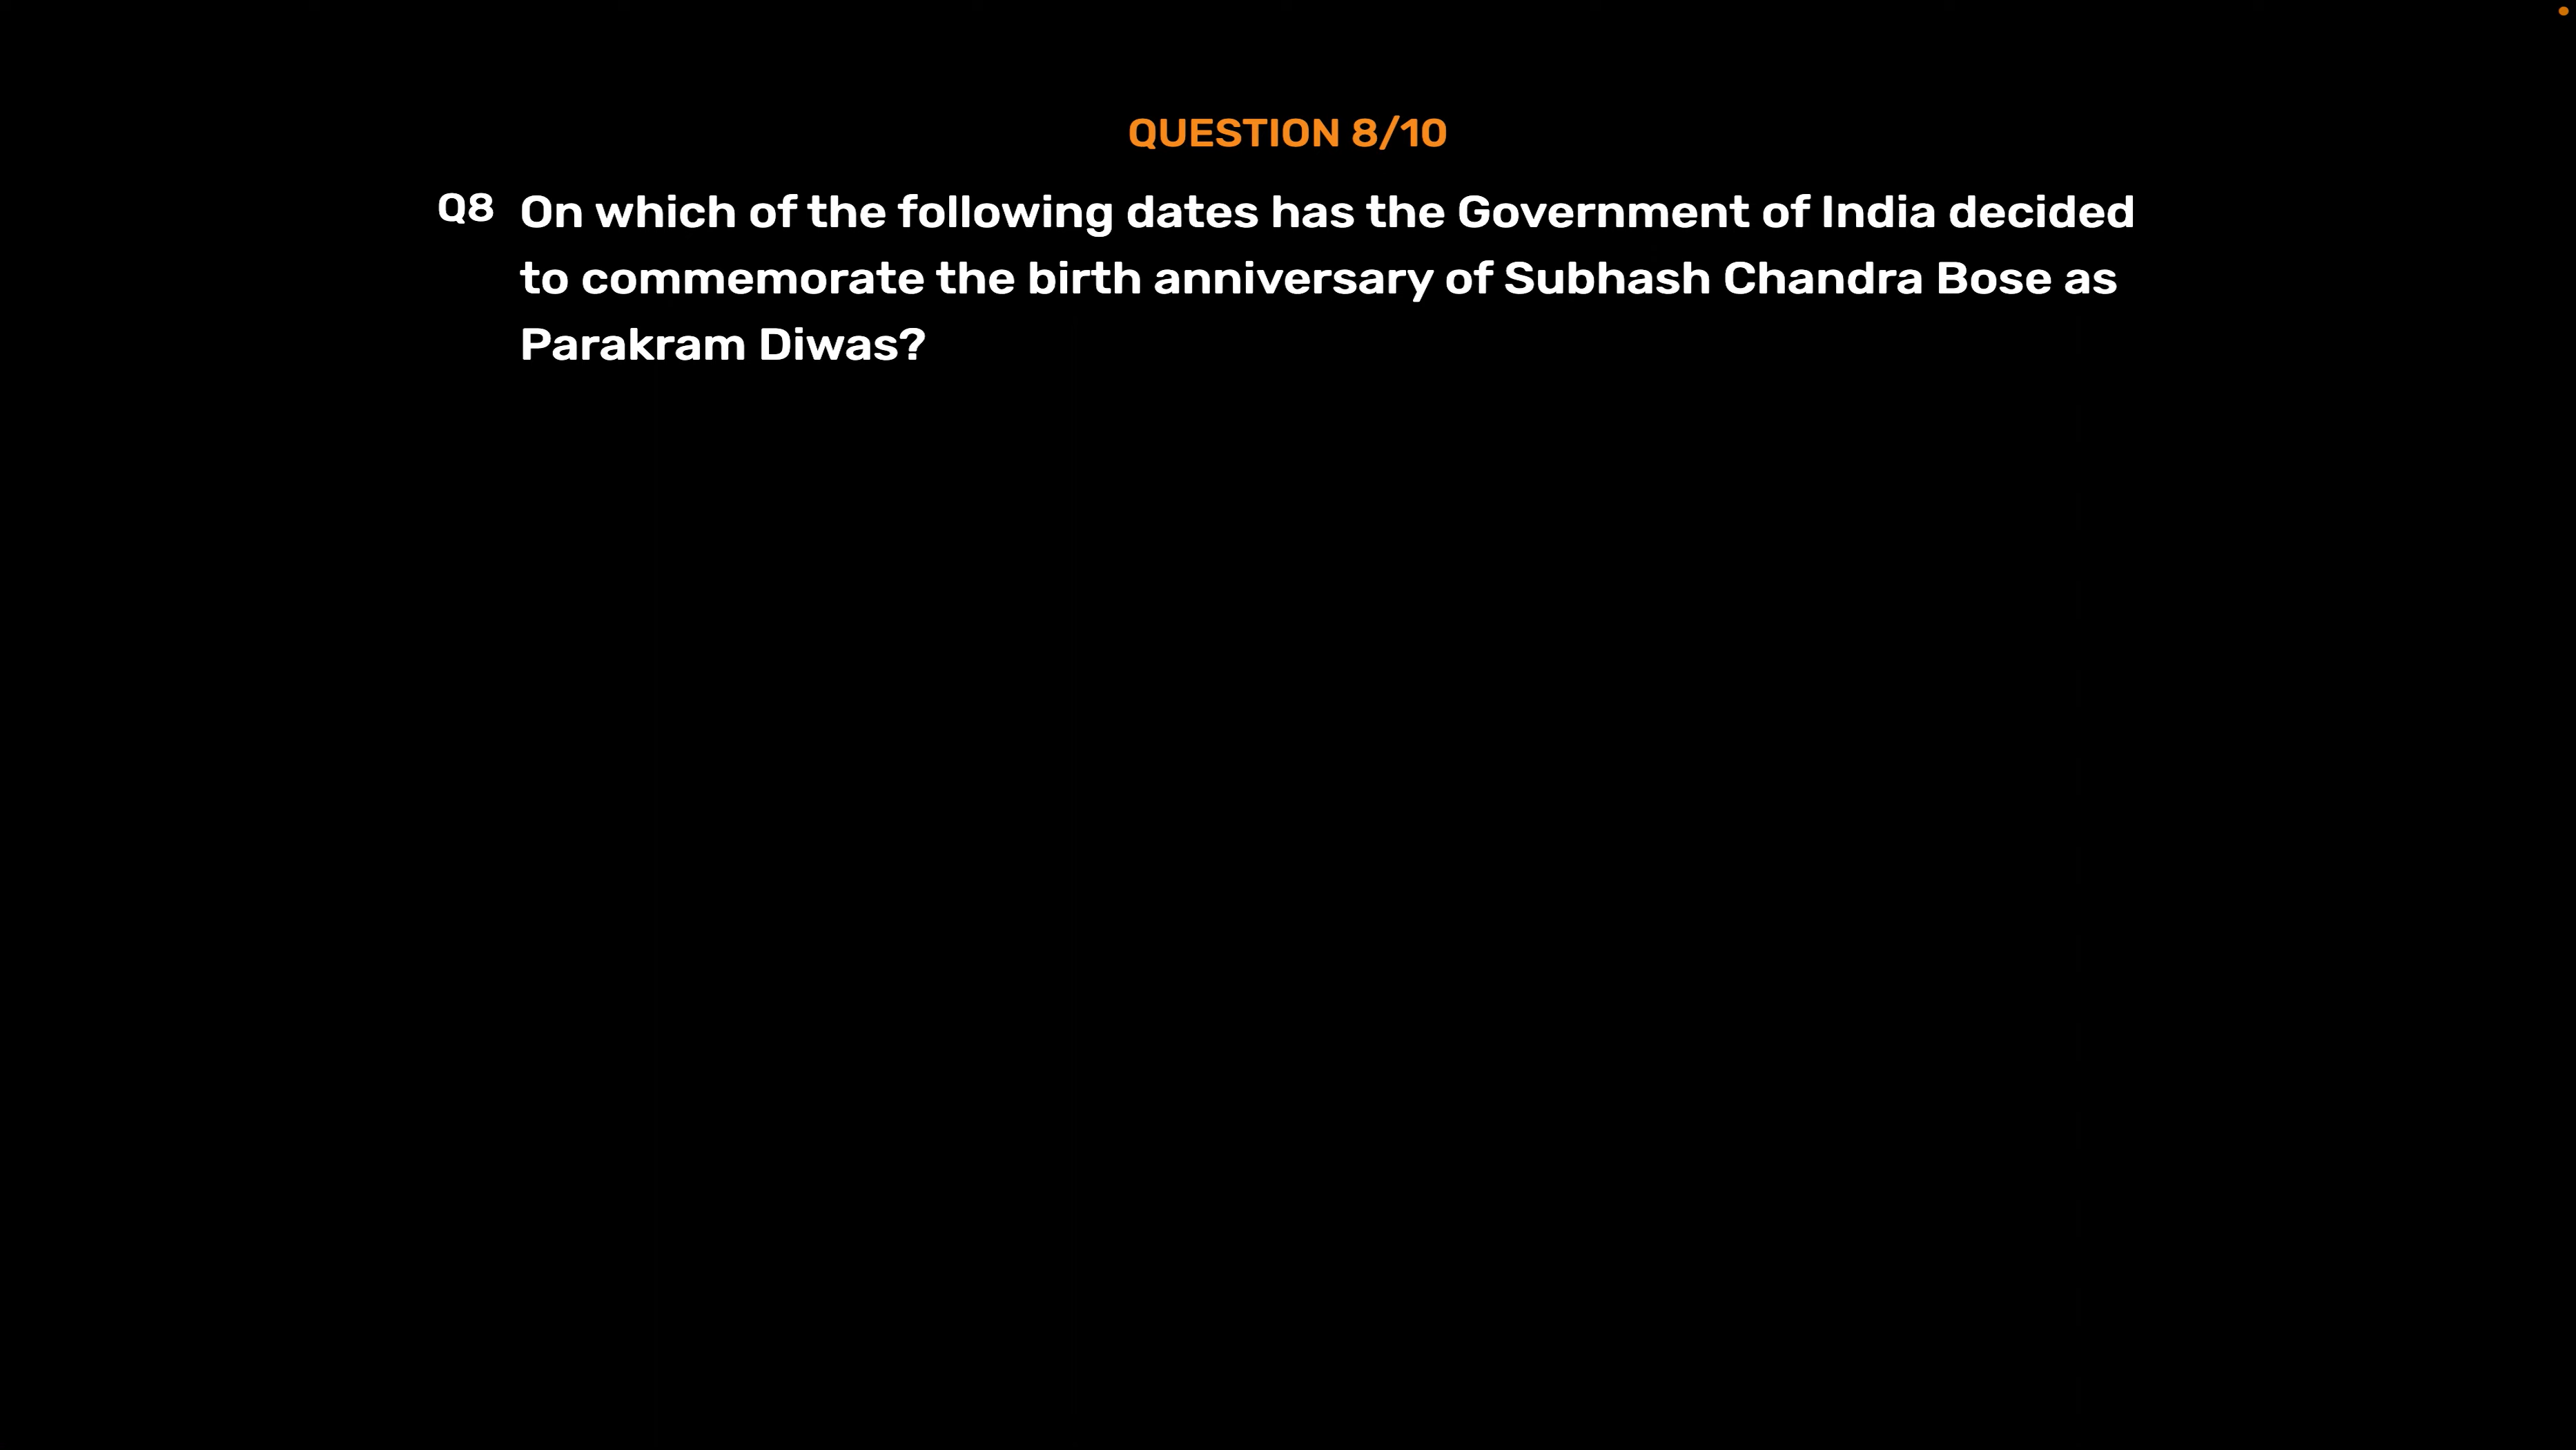 QUESTION 8/10
Q8 On which of the following dates has the Government of India decided
to commemorate the birth anniversary of Subhash Chandra Bose as
Parakram Diwas?